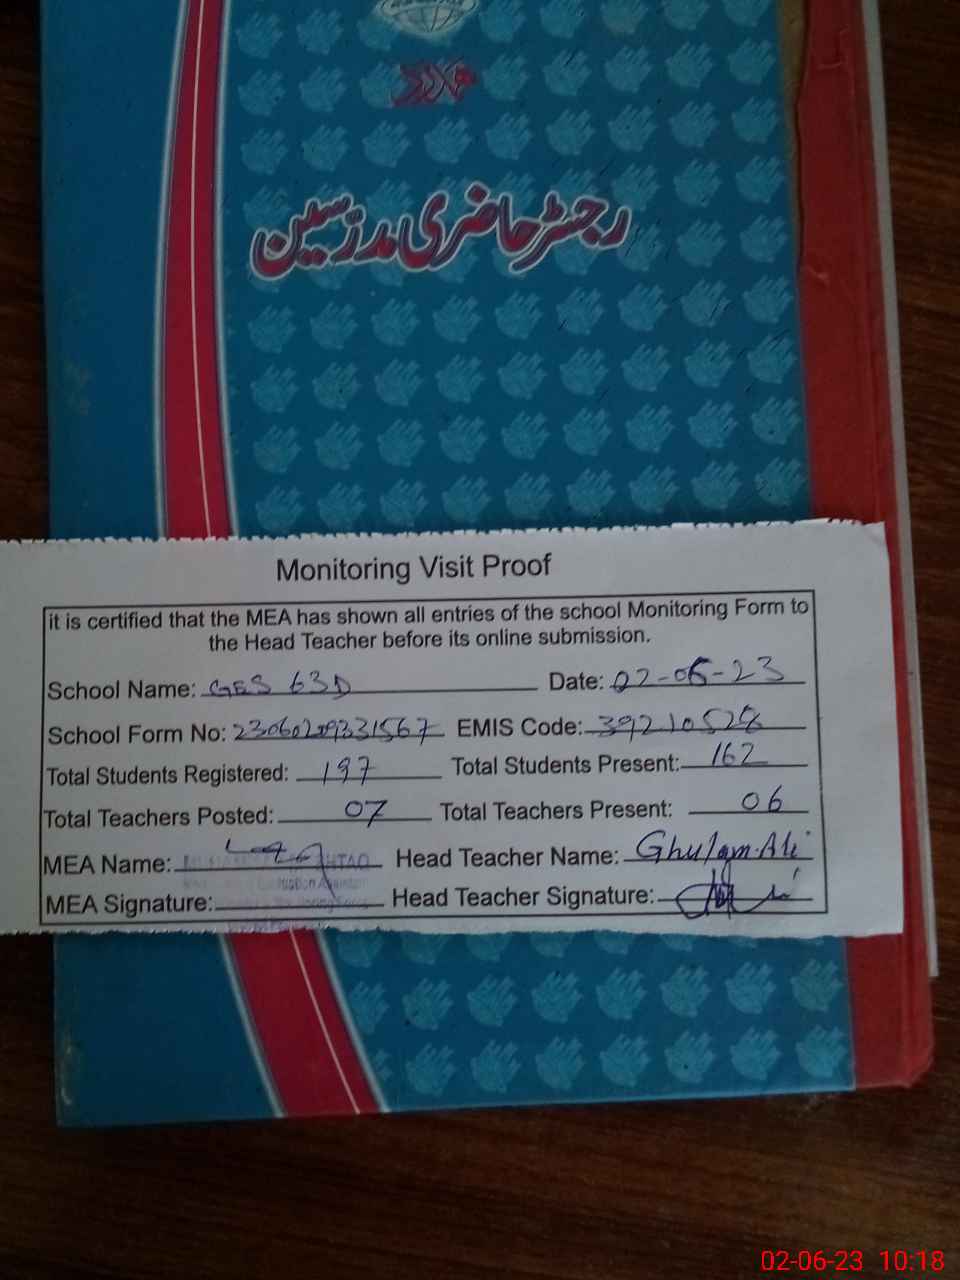 ہمدرد
رجسٹر حاضری مدرسین
Monitoring Visit Proof
it is certified that the MEA has shown all entries of the school Monitoring Form to
the Head Teacher before its online submission.
School Name: GES 63D Date: 02-06-23
School Form No: 23060209331567 EMIS Code: 39210528
Total Students Registered: 197 Total Students Present: 162
Total Teachers Posted: 07 Total Teachers Present: 06
MEA Name: Head Teacher Name: Ghulam Ali
MEA Signature: Head Teacher Signature:
02-06-23 10:18